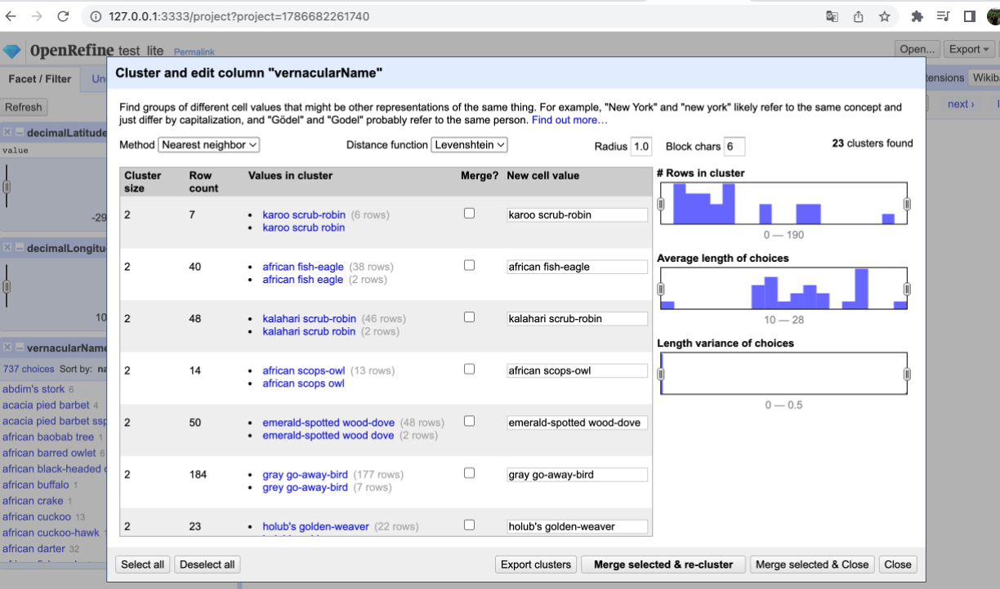 127.0.0.1:3333/project?project=1786682261740
OpenRefine test lite Permalink
Open... Export
Facet / Filter
Refresh
tensions
next ›
decimalLatitude
value
-29
decimalLongitu
10
vernacularName
737 choices Sort by:
abdim's stork 6
acacia pied barbet 4
acacia pied barbet ssp
african baobab tree 1
african barred owlet 6
african black-headed
african buffalo 1
african crake 1
african cuckoo 13
african cuckoo-hawk
african darter 32
Cluster and edit column "vernacularName"
Find groups of different cell values that might be other representations of the same thing. For example, "New York" and "new york" likely refer to the same concept and
just differ by capitalization, and "Gödel" and "Godel" probably refer to the same person. Find out more…
Method Nearest neighbor Distance function Levenshtein Radius 1.0 Block chars 6 23 clusters found
Cluster size Row count Values in cluster Merge? New cell value
2 7 • karoo scrub-robin (6 rows) karoo scrub-robin
• karoo scrub robin
2 40 • african fish-eagle (38 rows) african fish-eagle
• african fish eagle (2 rows)
2 48 • kalahari scrub-robin (46 rows) kalahari scrub-robin
• kalahari scrub robin (2 rows)
2 14 • african scops-owl (13 rows) african scops-owl
• african scops owl
2 50 • emerald-spotted wood-dove (48 rows) emerald-spotted wood-dove
• emerald-spotted wood dove (2 rows)
2 184 • gray go-away-bird (177 rows) gray go-away-bird
• grey go-away-bird (7 rows)
2 23 • holub's golden-weaver (22 rows) holub's golden-weaver
# Rows in cluster
0 — 190
Average length of choices
10 — 28
Length variance of choices
0 — 0.5
Select all Deselect all Export clusters Merge selected & re-cluster Merge selected & Close Close